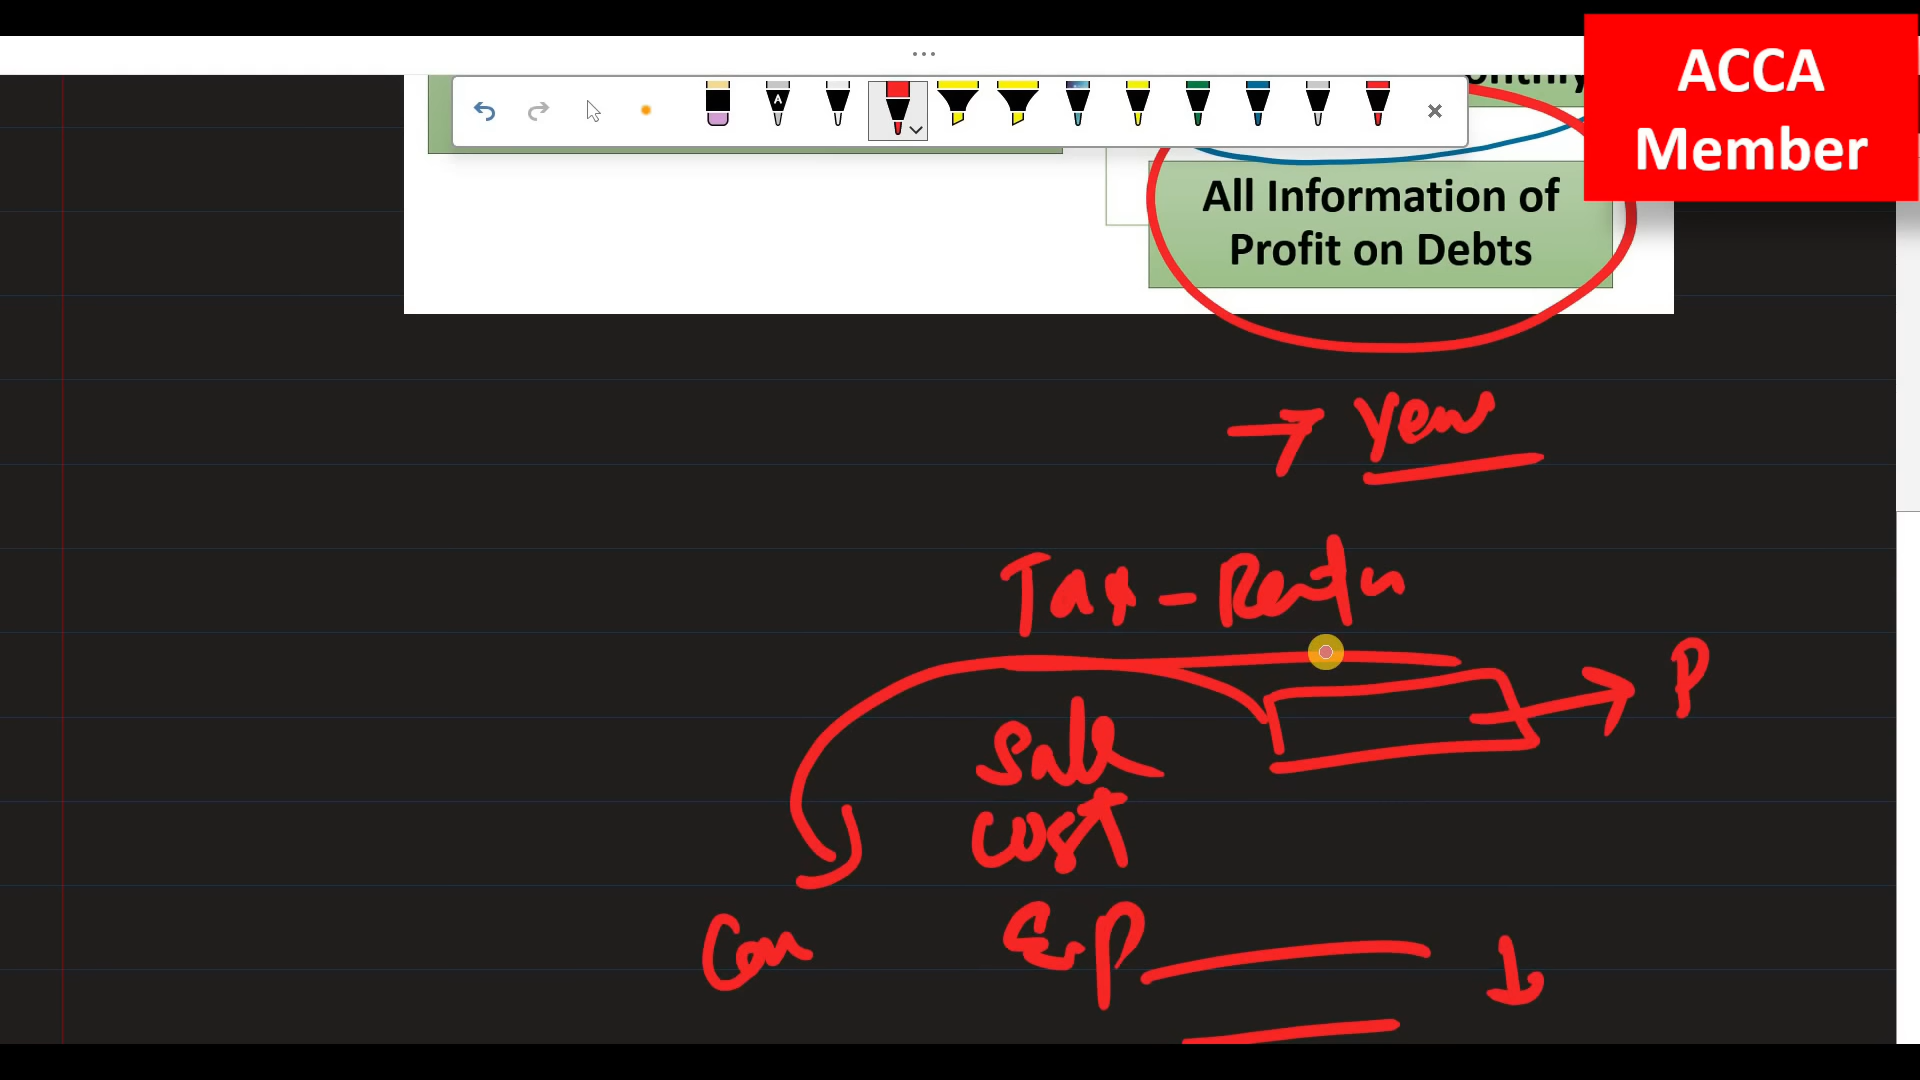 ACCA
Member
All Information of
Profit on Debts
Year
Tax - Return
P
Sale
Cost
Exp